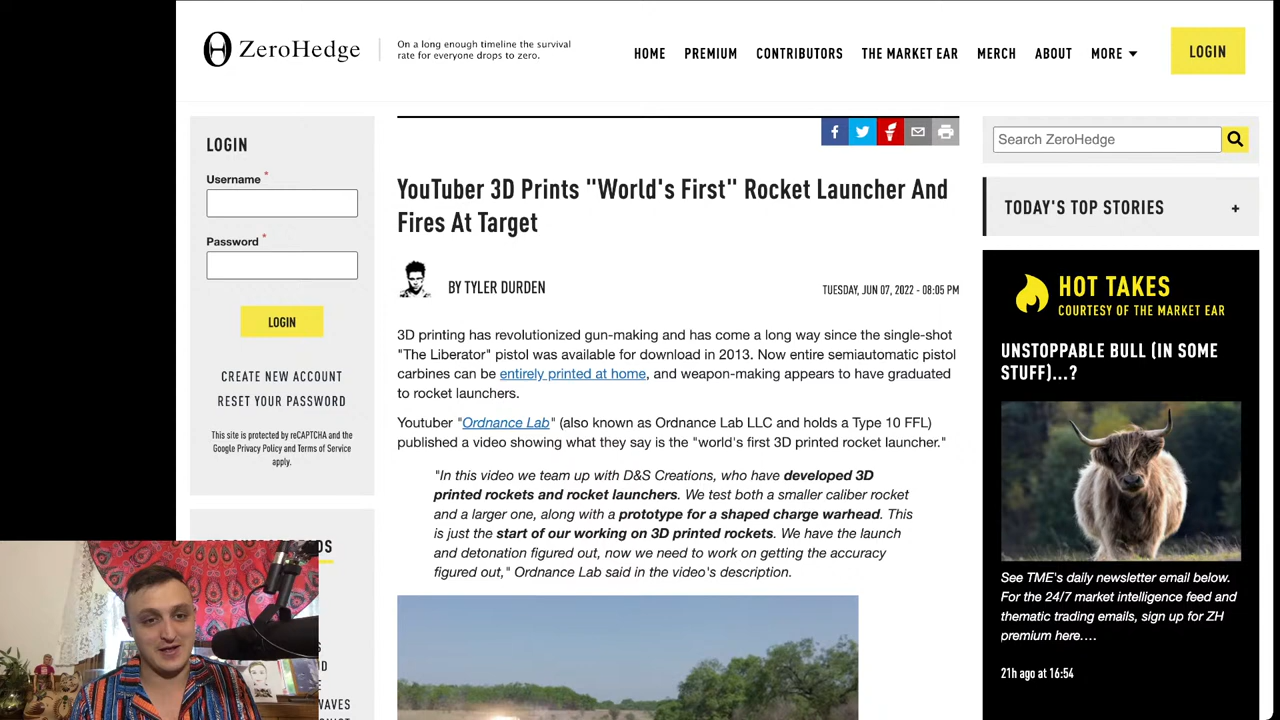 ZeroHedge
On a long enough timeline the survival
rate for everyone drops to zero.
HOME PREMIUM CONTRIBUTORS THE MARKET EAR MERCH ABOUT MORE
LOGIN
LOGIN
Username *
Password *
LOGIN
CREATE NEW ACCOUNT
RESET YOUR PASSWORD
This site is protected by reCAPTCHA and the
Google Privacy Policy and Terms of Service
apply.
YouTuber 3D Prints "World's First" Rocket Launcher And
Fires At Target
BY TYLER DURDEN
TUESDAY, JUN 07, 2022 - 08:05 PM
3D printing has revolutionized gun-making and has come a long way since the single-shot
"The Liberator" pistol was available for download in 2013. Now entire semiautomatic pistol
carbines can be entirely printed at home, and weapon-making appears to have graduated
to rocket launchers.
Youtuber "Ordnance Lab" (also known as Ordnance Lab LLC and holds a Type 10 FFL)
published a video showing what they say is the "world's first 3D printed rocket launcher."
"In this video we team up with D&S Creations, who have developed 3D
printed rockets and rocket launchers. We test both a smaller caliber rocket
and a larger one, along with a prototype for a shaped charge warhead. This
is just the start of our working on 3D printed rockets. We have the launch
and detonation figured out, now we need to work on getting the accuracy
figured out," Ordnance Lab said in the video's description.
Search ZeroHedge
TODAY'S TOP STORIES +
HOT TAKES
COURTESY OF THE MARKET EAR
UNSTOPPABLE BULL (IN SOME
STUFF)...?
See TME's daily newsletter email below.
For the 24/7 market intelligence feed and
thematic trading emails, sign up for ZH
premium here....
21h ago at 16:54